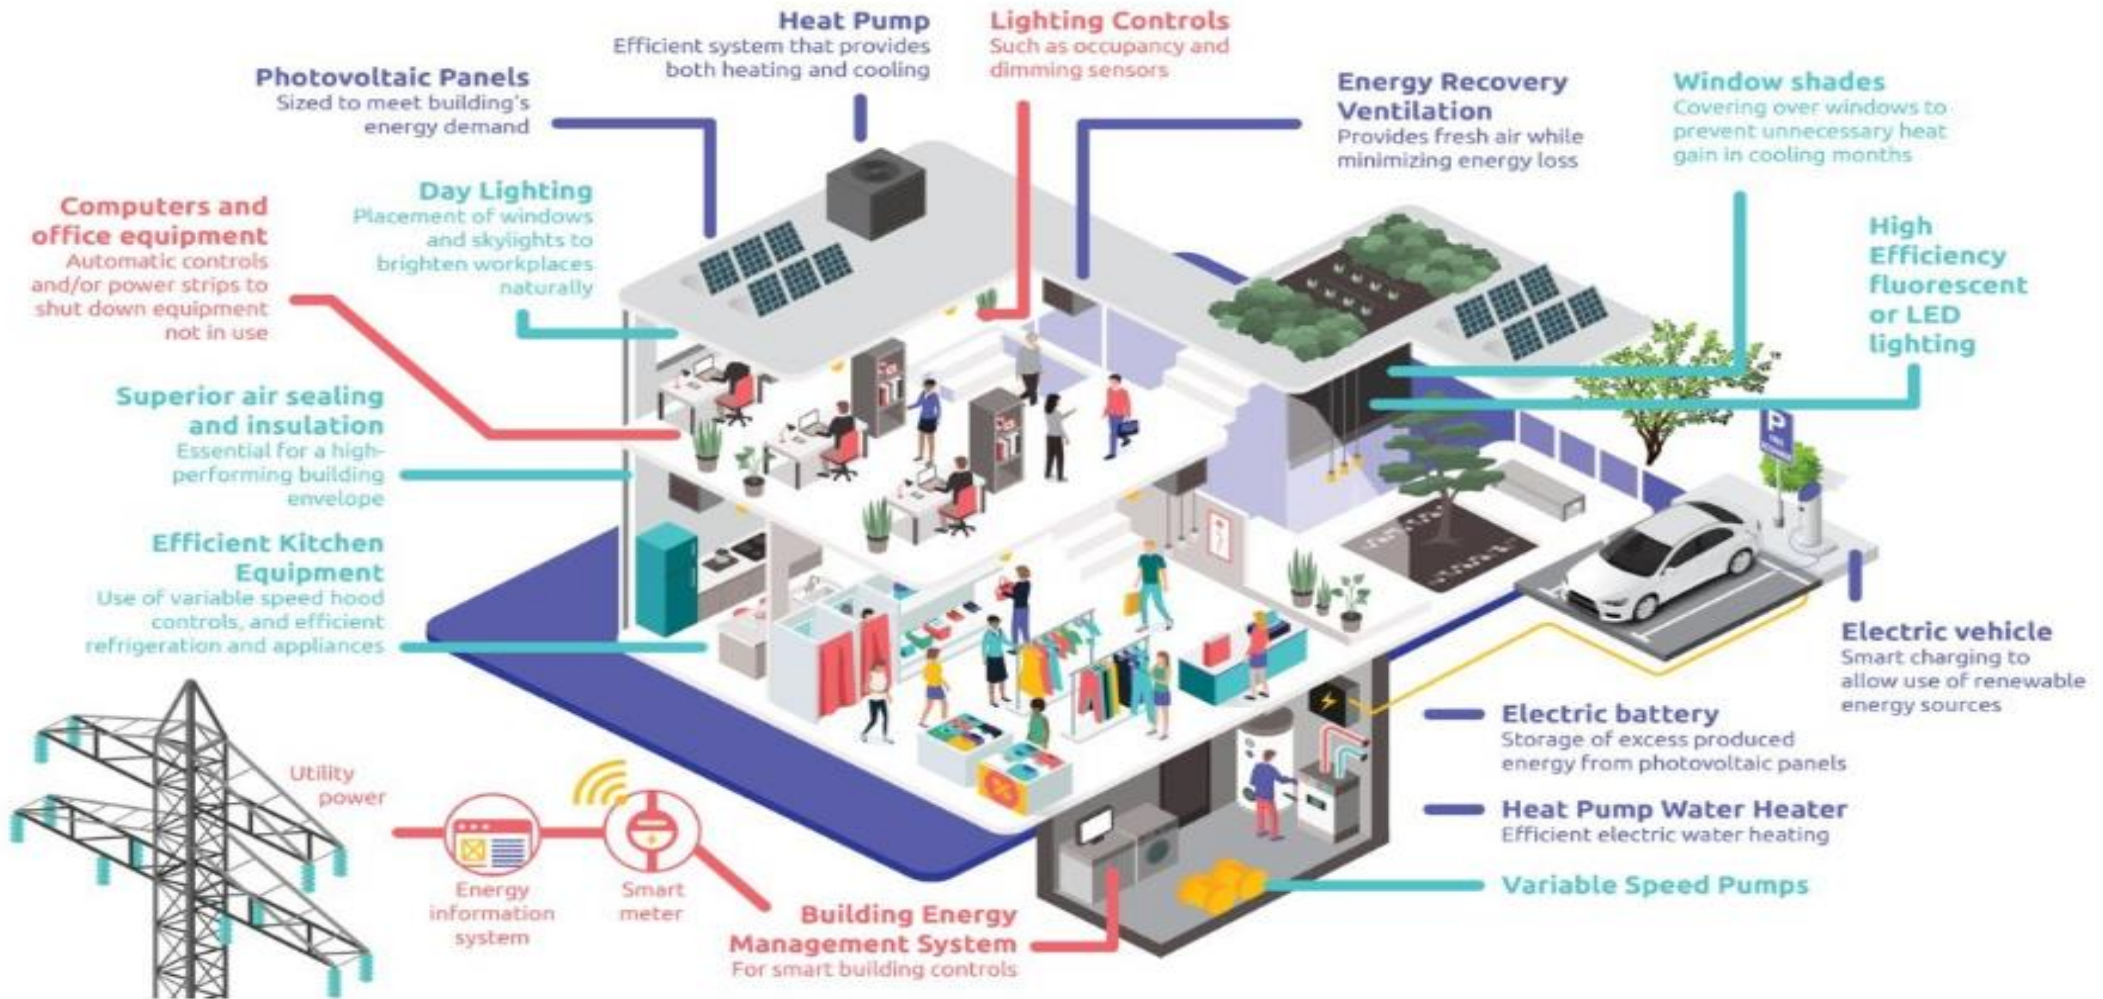 Heat Pump
Efficient system that provides
both heating and cooling
Lighting Controls
Such as occupancy and
dimming sensors
Photovoltaic Panels
Sized to meet building's
energy demand
Energy Recovery
Ventilation
Provides fresh air while
minimizing energy loss
Window shades
Covering over windows to
prevent unnecessary heat
gain in cooling months
Day Lighting
Placement of windows
and skylights to
brighten workplaces
naturally
Computers and
office equipment
Automatic controls
and/or power strips to
shut down equipment
not in use
High
Efficiency
fluorescent
or LED
lighting
Superior air sealing
and insulation
Essential for a high-
performing building
envelope
P
Efficient Kitchen
Equipment
Use of variable speed hood
controls, and efficient
refrigeration and appliances
Electric vehicle
Smart charging to
allow use of renewable
energy sources
Electric battery
Storage of excess produced
energy from photovoltaic panels
Heat Pump Water Heater
Efficient electric water heating
Variable Speed Pumps
Utility
power
Energy
information
system
Smart
meter
Building Energy
Management System
For smart building controls